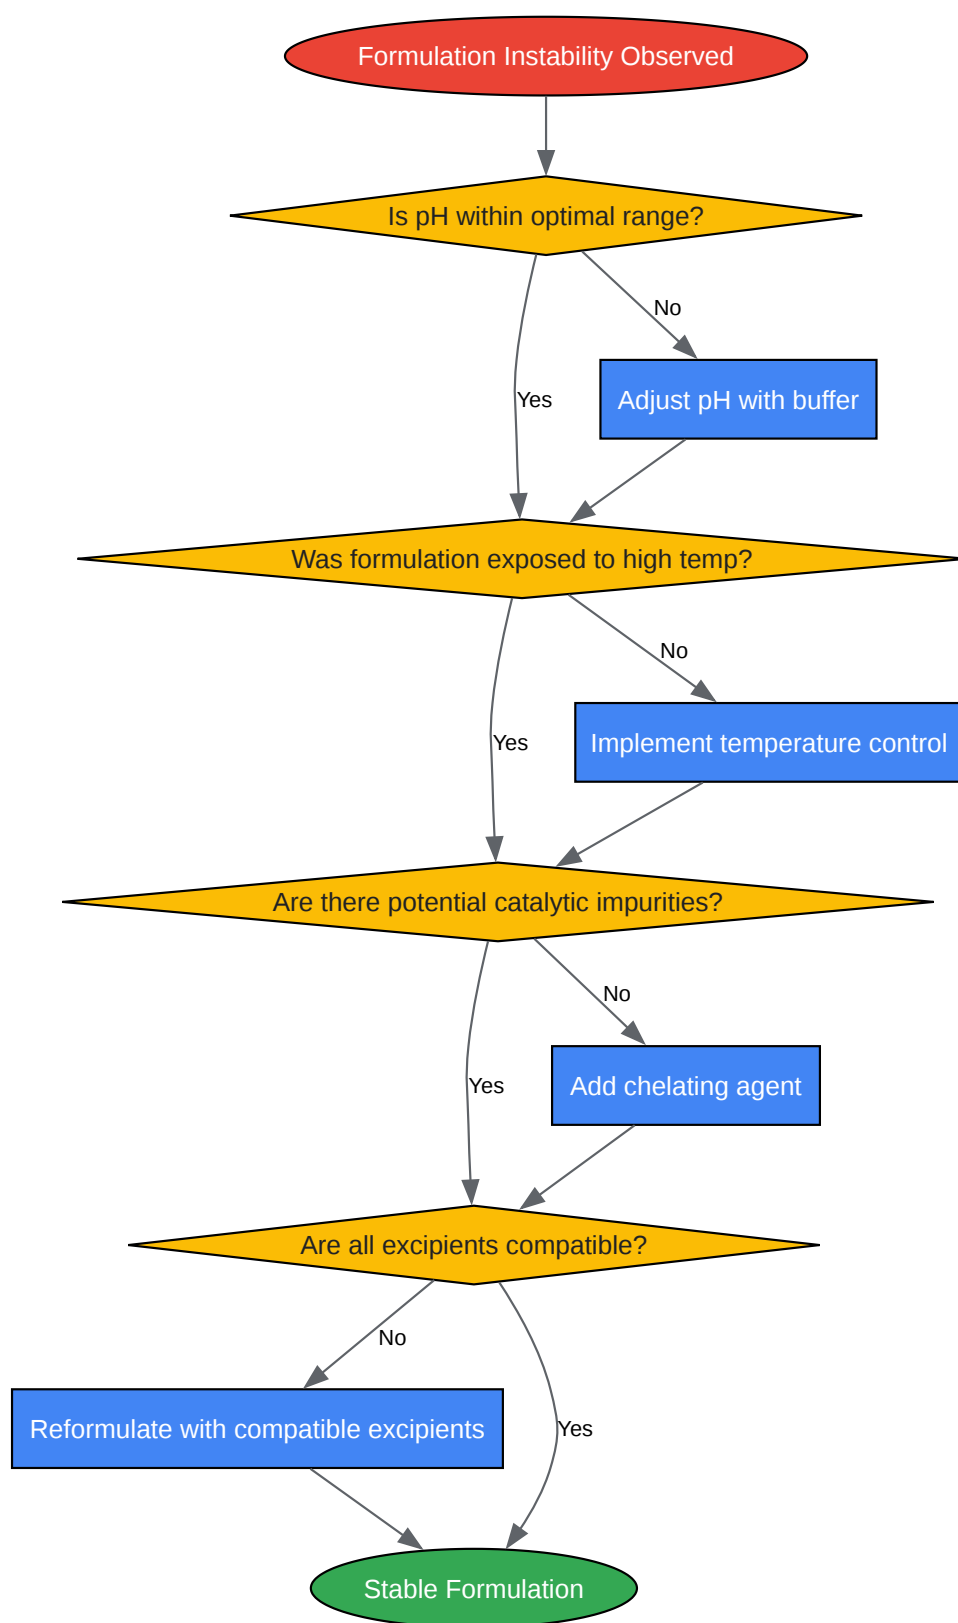 Formulation Instability Observed
Is pH within optimal range?
No
Yes
Adjust pH with buffer
Was formulation exposed to high temp?
No
Yes
Implement temperature control
Are there potential catalytic impurities?
No
Yes
Add chelating agent
Are all excipients compatible?
No
Reformulate with compatible excipients
Yes
Stable Formulation